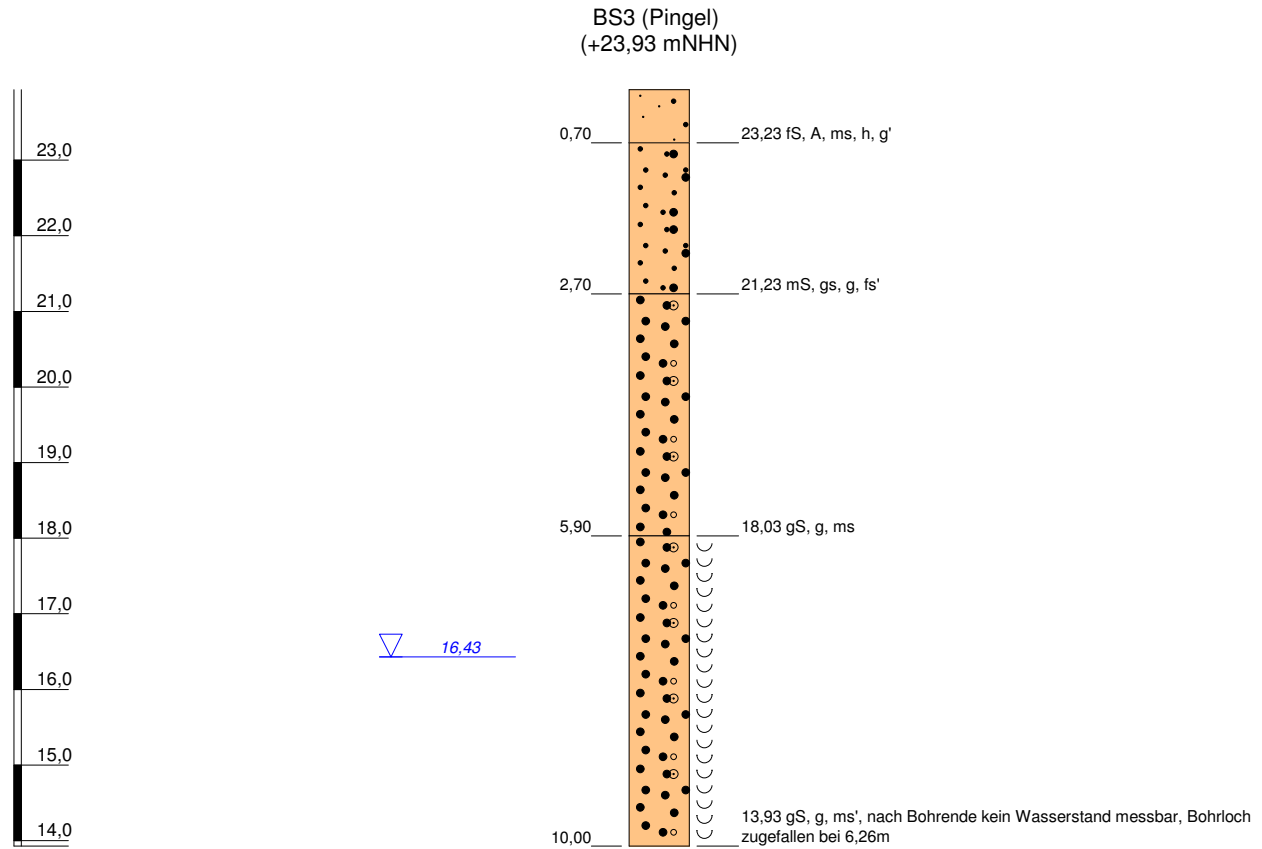 BS3 (Pingel)
(+23,93 mNHN)
0,70 23,23 fS, A, ms, h, g'
23,0
22,0
2,70 21,23 mS, gs, g, fs'
21,0
20,0
19,0
18,0
5,90 18,03 gS, g, ms
17,0
16,43
16,0
15,0
14,0
10,00
13,93 gS, g, ms', nach Bohrende kein Wasserstand messbar, Bohrloch
zugefallen bei 6,26m